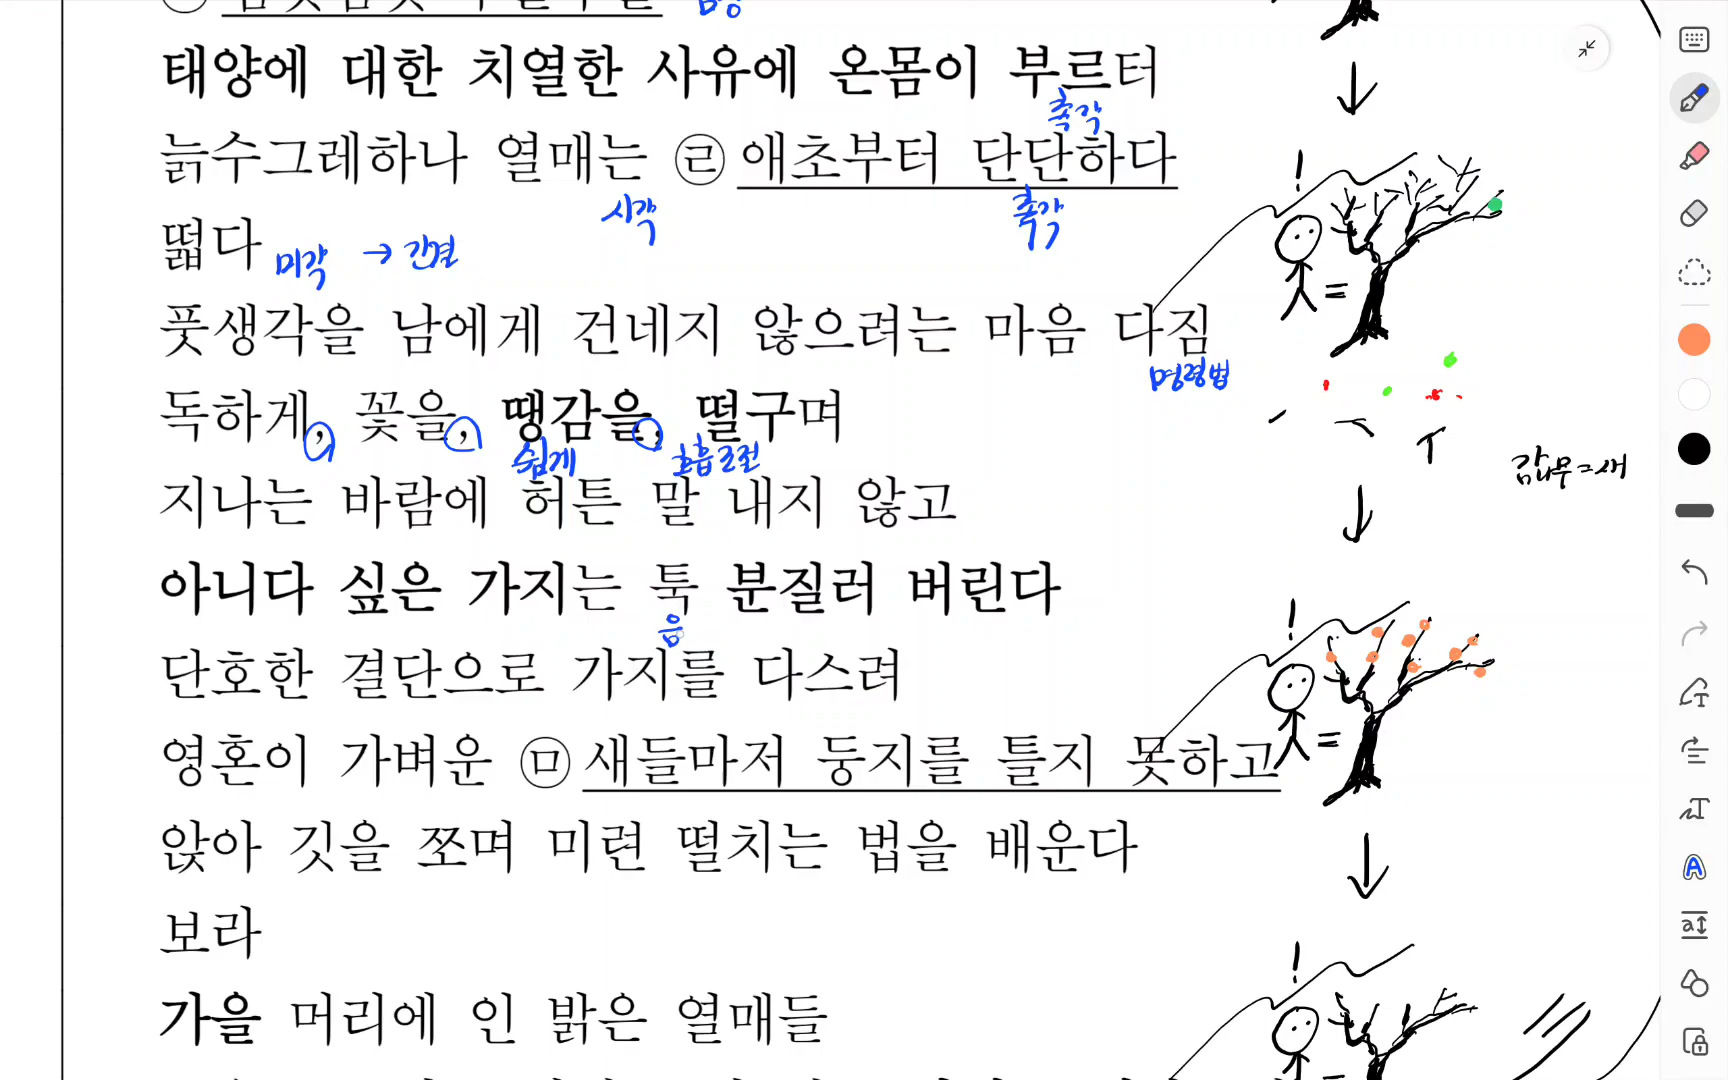 태양에 대한 치열한 사유에 온몸이 부르터
촉각
늙수그레하나 열매는 ㉣ 애초부터 단단하다
시각 촉각
떫다
미각 → 간결
풋생각을 남에게 건네지 않으려는 마음 다짐
명령법
독하게, 꽃을, 땡감을, 떨구며
쉽게 호흡조절
감나무=새
지나는 바람에 허튼 말 내지 않고
아니다 싶은 가지는 툭 분질러 버린다
음
단호한 결단으로 가지를 다스려
영혼이 가벼운 ㉤ 새들마저 둥지를 틀지 못하고
앉아 깃을 쪼며 미련 떨치는 법을 배운다
보라
가을 머리에 인 밝은 열매들